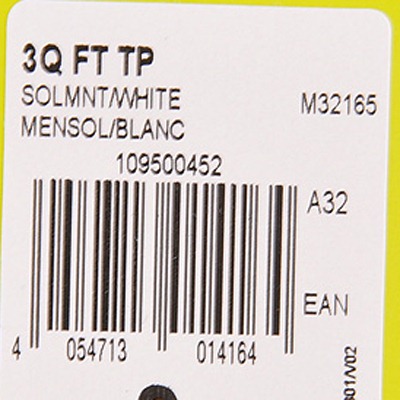 3Q FT TP
SOLMNT/WHITE
M32165
MENSOL/BLANC
109500452
A32
EAN
4 054713 014164